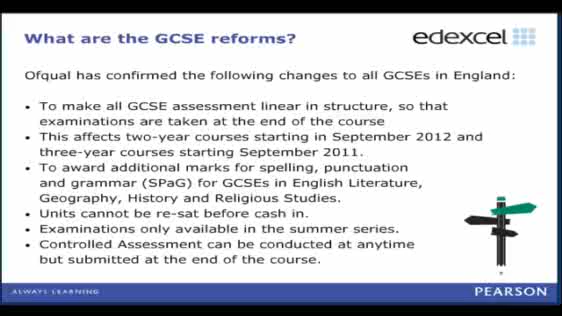 What are the GCSE reforms?
edexcel
Ofqual has confirmed the following changes to all GCSEs in England:
• To make all GCSE assessment linear in structure, so that
examinations are taken at the end of the course
• This affects two-year courses starting in September 2012 and
three-year courses starting September 2011.
• To award additional marks for spelling, punctuation
and grammar (SPaG) for GCSEs in English Literature,
Geography, History and Religious Studies.
• Units cannot be re-sat before cash in.
• Examinations only available in the summer series.
• Controlled Assessment can be conducted at anytime
but submitted at the end of the course.
ALWAYS LEARNING
PEARSON